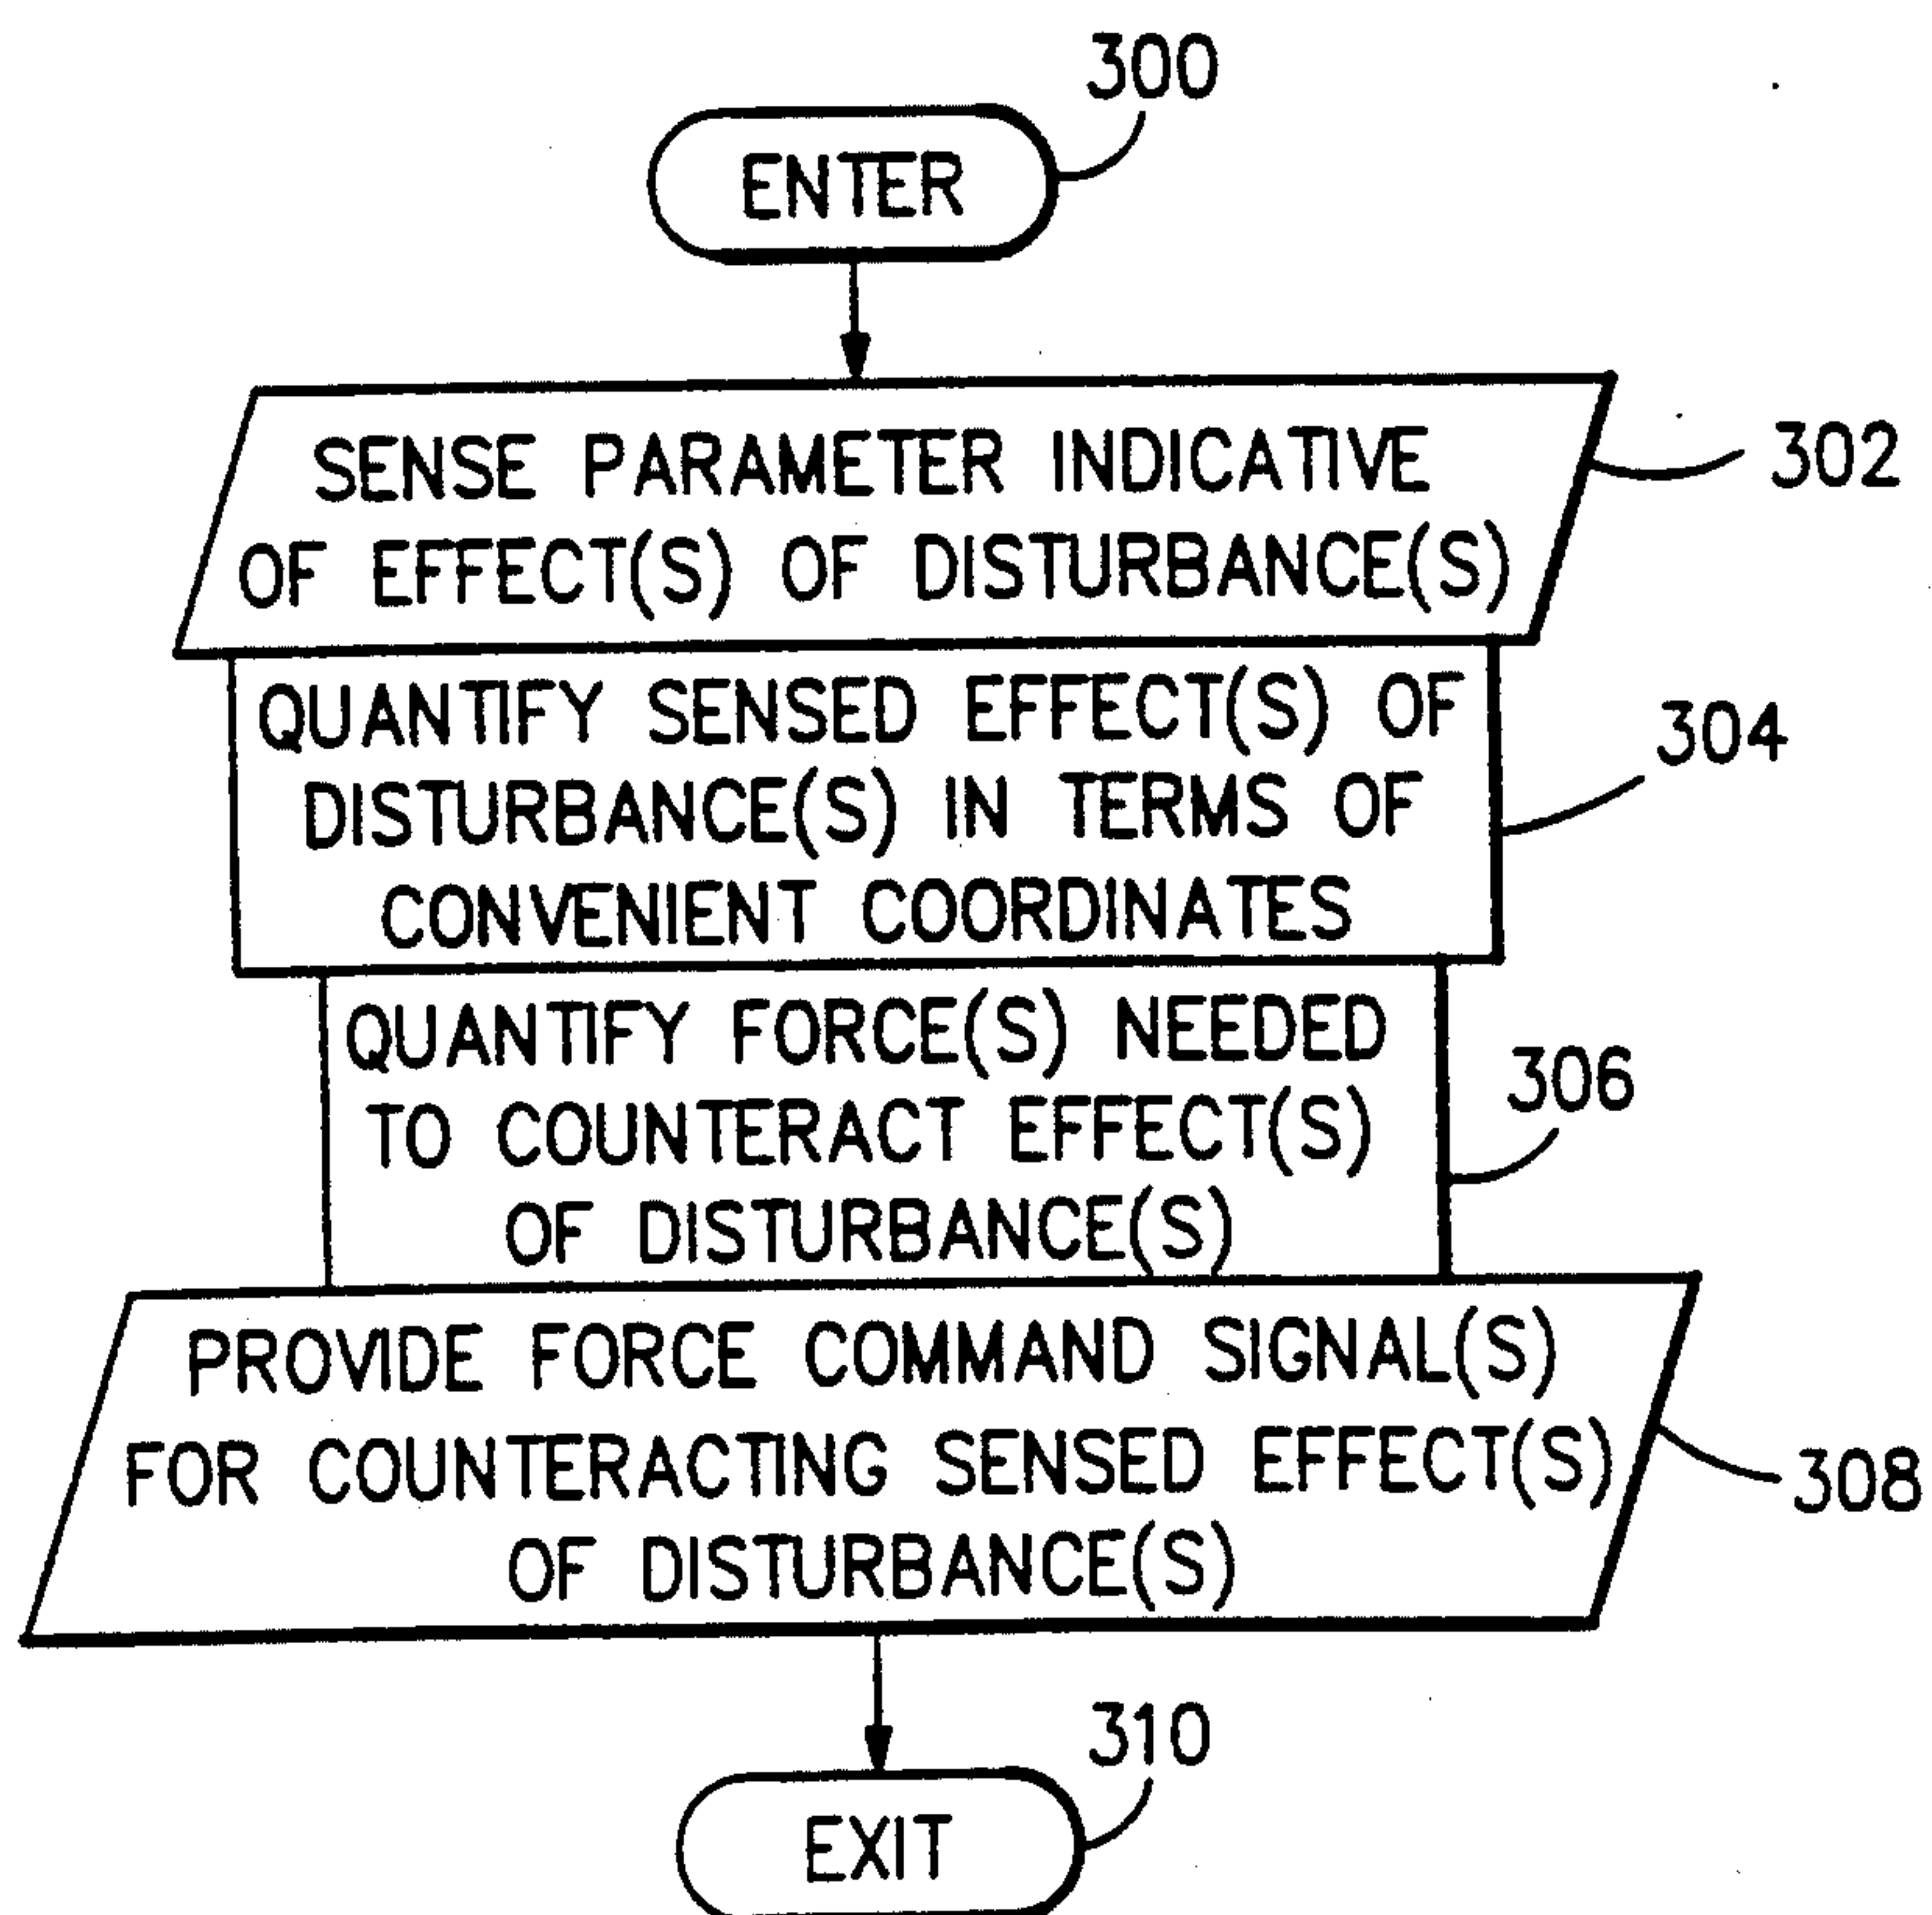 300
ENTER
SENSE PARAMETER INDICATIVE
OF EFFECT(S) OF DISTURBANCE(S)
302
QUANTIFY SENSED EFFECT(S) OF
DISTURBANCE(S) IN TERMS OF
CONVENIENT COORDINATES
304
QUANTIFY FORCE(S) NEEDED
TO COUNTERACT EFFECT(S)
OF DISTURBANCE(S)
306
PROVIDE FORCE COMMAND SIGNAL(S)
FOR COUNTERACTING SENSED EFFECT(S)
OF DISTURBANCE(S)
308
310
EXIT